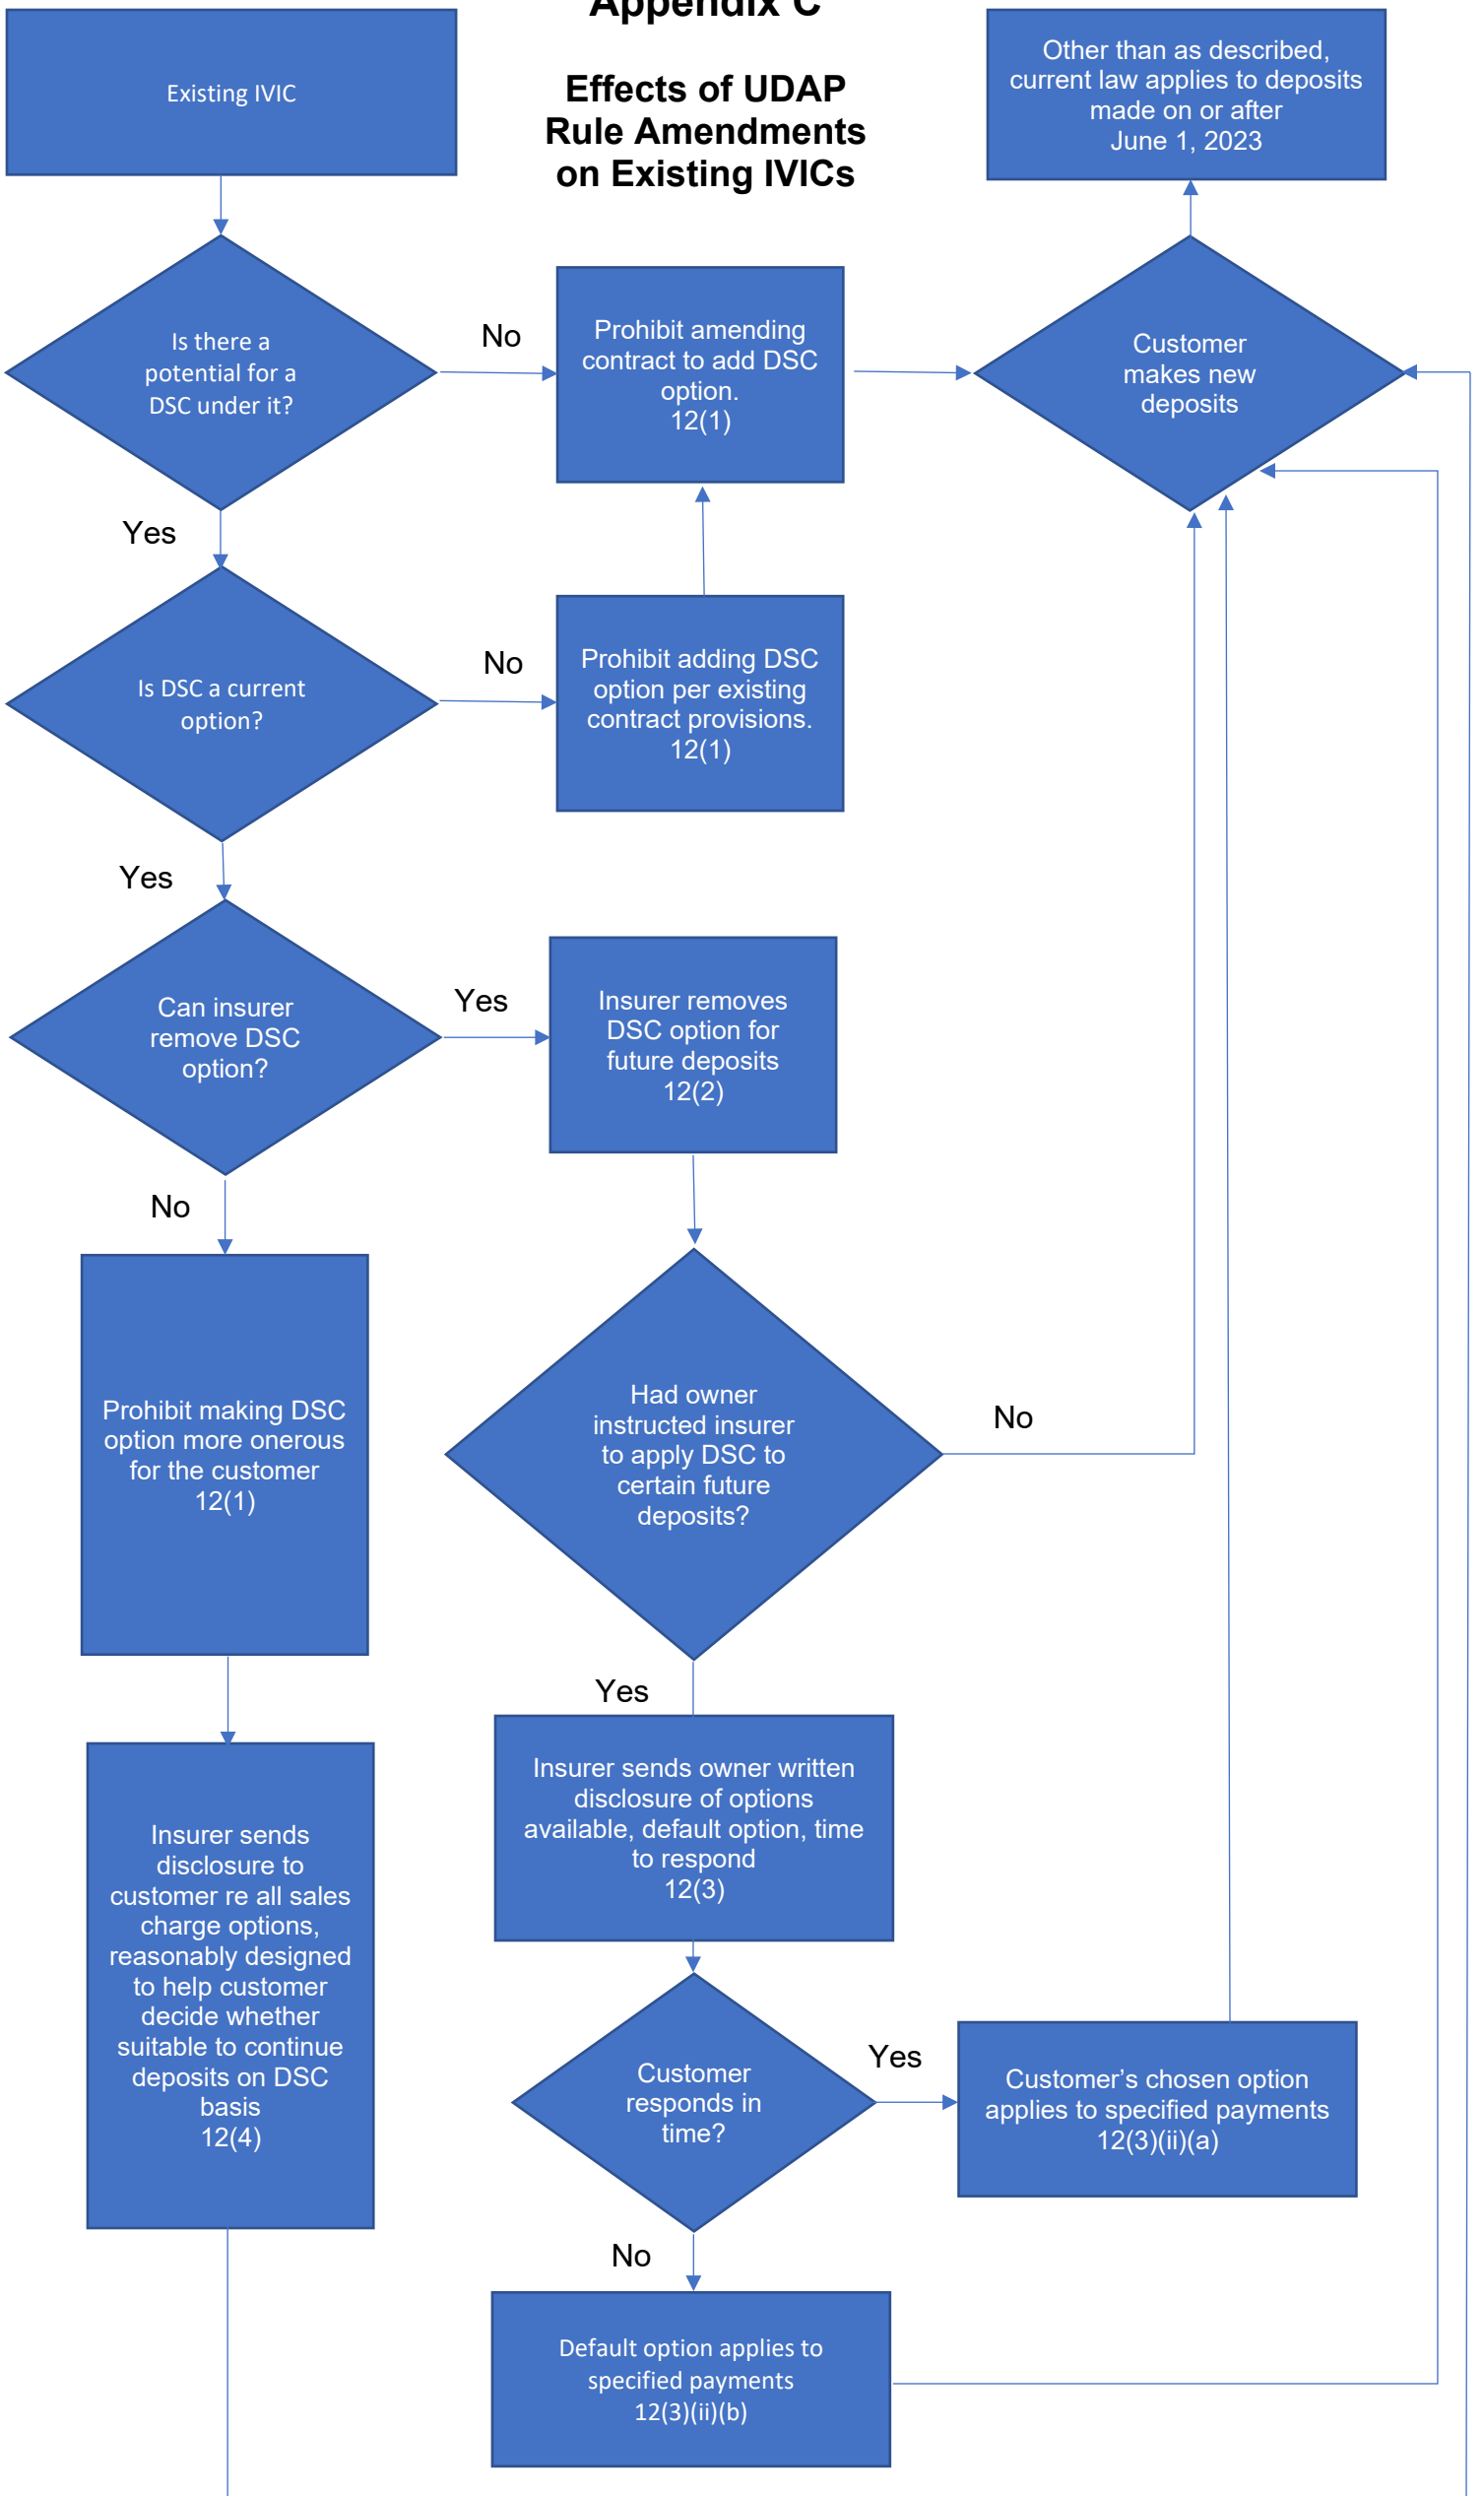 Appendix C
Existing IVIC
Effects of UDAP
Rule Amendments
on Existing IVICs
Other than as described,
current law applies to deposits
made on or after
June 1, 2023
Is there a
potential for a
DSC under it?
No
Prohibit amending
contract to add DSC
option.
12(1)
Customer
makes new
deposits
Yes
Is DSC a current
option?
No
Prohibit adding DSC
option per existing
contract provisions.
12(1)
Yes
Can insurer
remove DSC
option?
Yes
Insurer removes
DSC option for
future deposits
12(2)
No
Prohibit making DSC
option more onerous
for the customer
12(1)
Had owner
instructed insurer
to apply DSC to
certain future
deposits?
No
Yes
Insurer sends owner written
disclosure of options
available, default option, time
to respond
12(3)
Insurer sends
disclosure to
customer re all sales
charge options,
reasonably designed
to help customer
decide whether
suitable to continue
deposits on DSC
basis
12(4)
Customer
responds in
time?
Yes
Customer’s chosen option
applies to specified payments
12(3)(ii)(a)
No
Default option applies to
specified payments
12(3)(ii)(b)